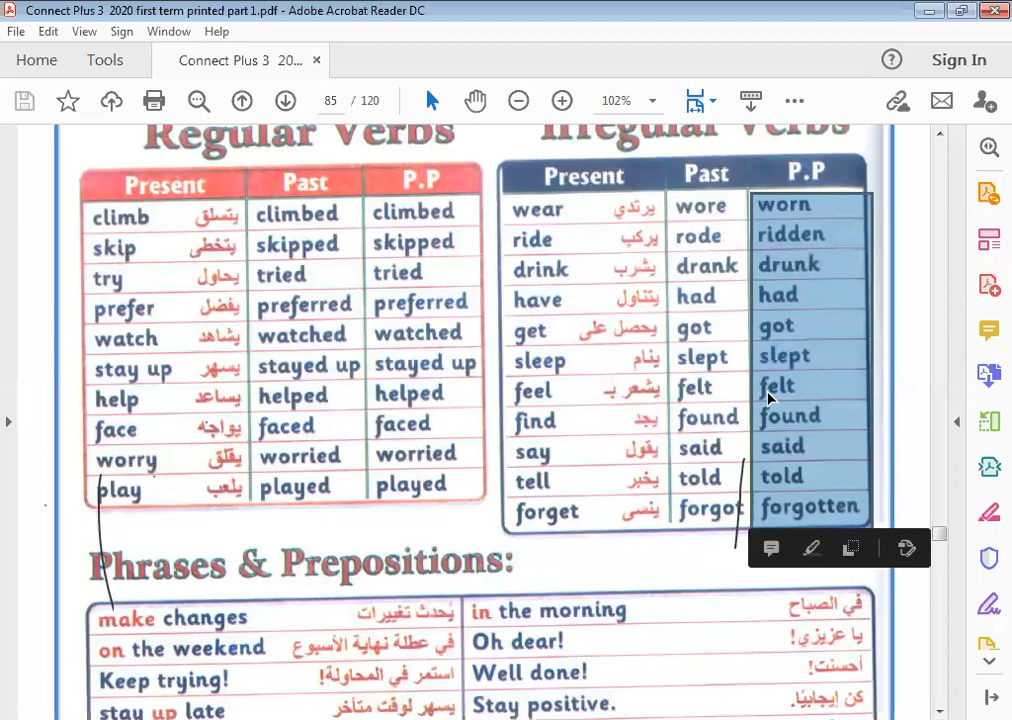 Connect Plus 3  2020 first term printed part 1.pdf - Adobe Acrobat Reader DC
File Edit View Sign Window Help
Home Tools Connect Plus 3  20... × Sign In
85 / 120 102%
Regular Verbs Irregular Verbs
Present Past P.P Present Past P.P
climb يتسلق climbed climbed wear يرتدي wore worn
skip يتخطى skipped skipped ride يركب rode ridden
try يحاول tried tried drink يشرب drank drunk
prefer يفضل preferred preferred have يتناول had had
watch يشاهد watched watched get يحصل على got got
stay up يسهر stayed up stayed up sleep ينام slept slept
help يساعد helped helped feel يشعر بـ felt felt
face يواجه faced faced find يجد found found
worry يقلق worried worried say يقول said said
play يلعب played played tell يخبر told told
forget ينسى forgot forgotten
Phrases & Prepositions:
make changes يُحدث تغييرات in the morning في الصباح
on the weekend في عطلة نهاية الأسبوع Oh dear! يا عزيزي!
Keep trying! استمر في المحاولة! Well done! أحسنت!
stay up late يسهر لوقت متأخر Stay positive. كن إيجابيًا.